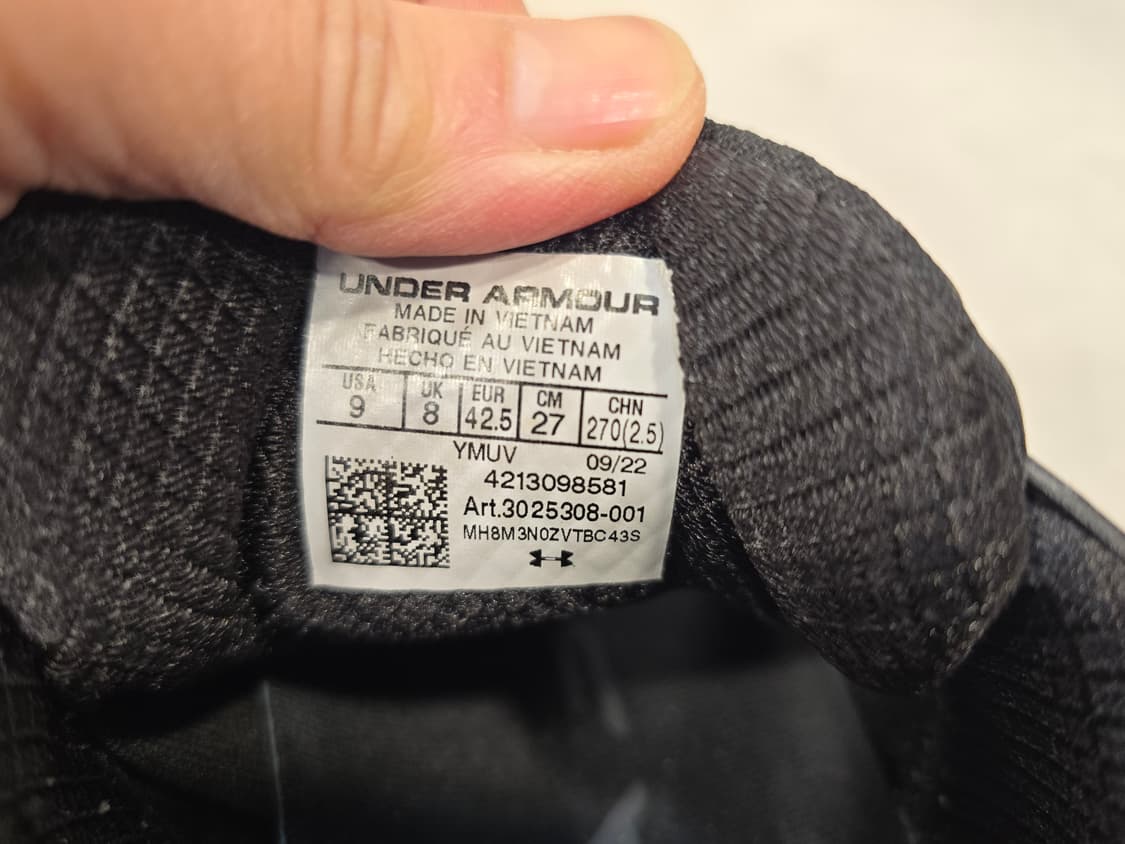 UNDER ARMOUR
MADE IN VIETNAM
FABRIQUÉ AU VIETNAM
HECHO EN VIETNAM
USA UK EUR CM CHN
9 8 42.5 27 270(2.5)
YMUV 09/22
4213098581
Art.3025308-001
MH8M3N0ZVTBC43S